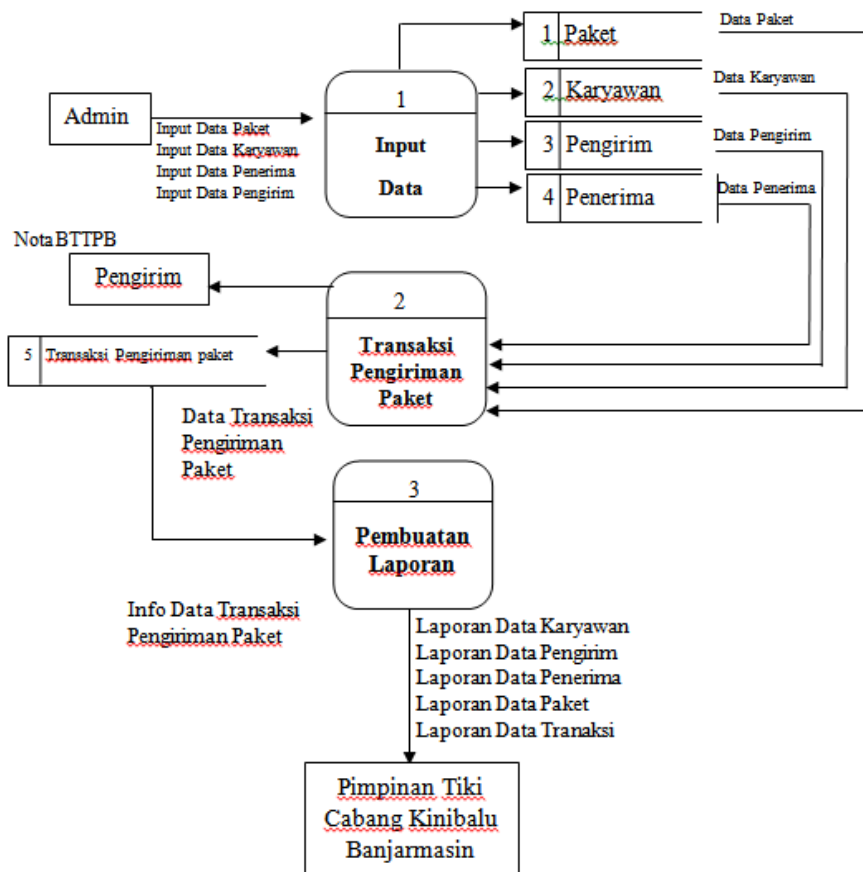 1 Paket
Data Paket
1
Input
Data
2 Karyawan
Data Karyawan
Admin
Input Data Paket
Input Data Karyawan
Input Data Penerima
Input Data Pengirim
3 Pengirim
Data Pengirim
4 Penerima
Data Penerima
Nota BTTPB
Pengirim
2
Transaksi
Pengiriman
Paket
5 Transaksi Pengiriman paket
Data Transaksi
Pengiriman
Paket
3
Pembuatan
Laporan
Info Data Transaksi
Pengiriman Paket
Laporan Data Karyawan
Laporan Data Pengirim
Laporan Data Penerima
Laporan Data Paket
Laporan Data Tranaksi
Pimpinan Tiki
Cabang Kinibalu
Banjarmasin